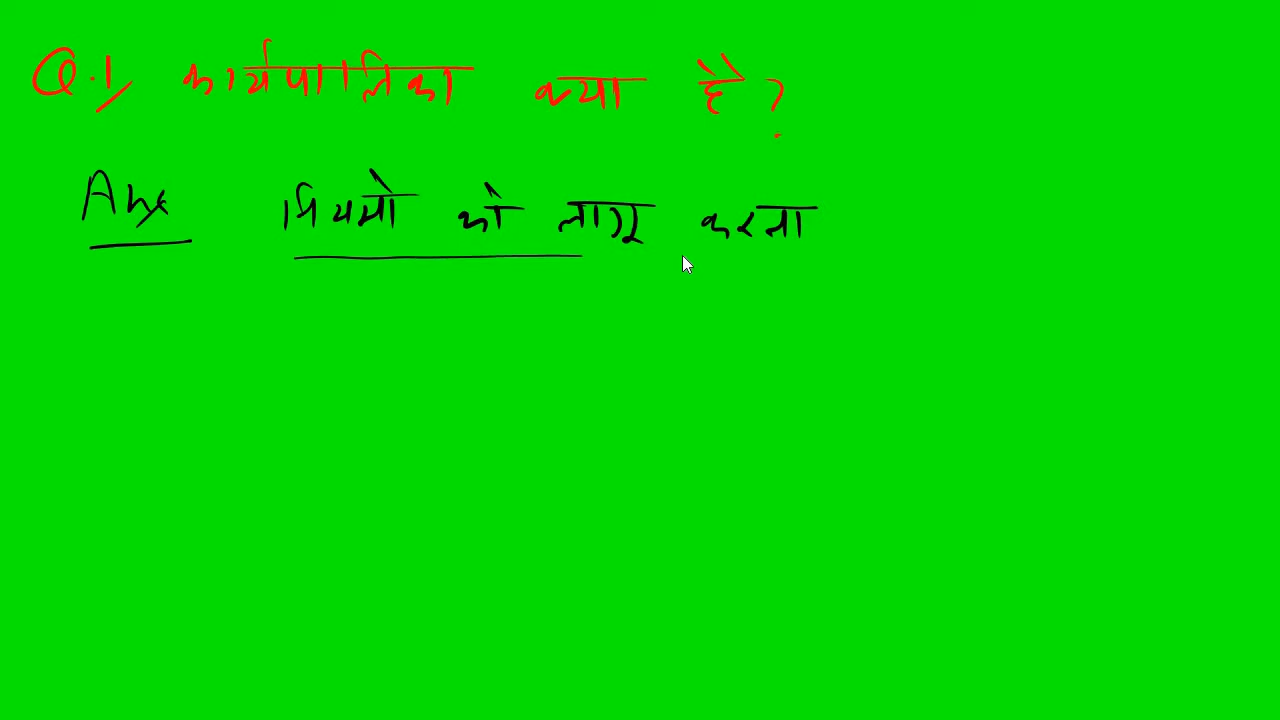 Q.1 कार्यपालिका क्या है?
Ans नियमो को लागू करना